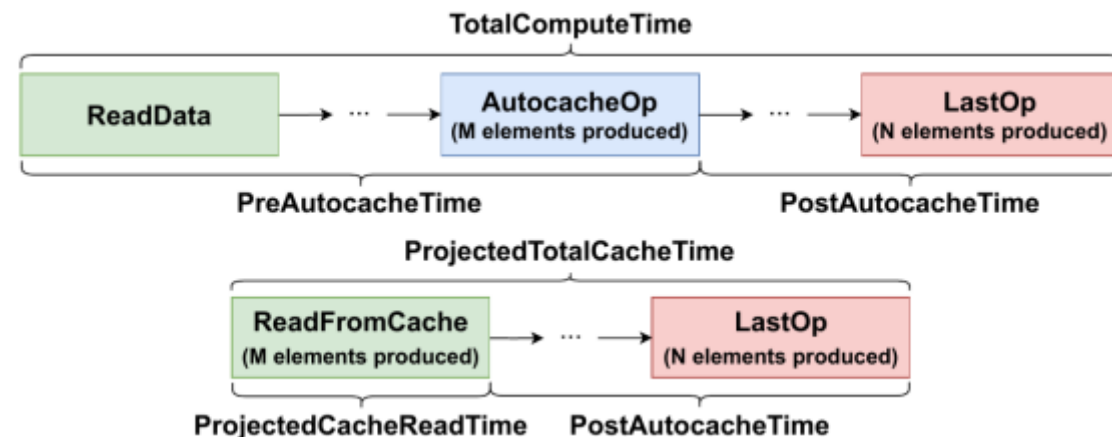 TotalComputeTime
ReadData
...
AutocacheOp
(M elements produced)
...
LastOp
(N elements produced)
PreAutocacheTime
PostAutocacheTime
ProjectedTotalCacheTime
ReadFromCache
(M elements produced)
...
LastOp
(N elements produced)
ProjectedCacheReadTime
PostAutocacheTime